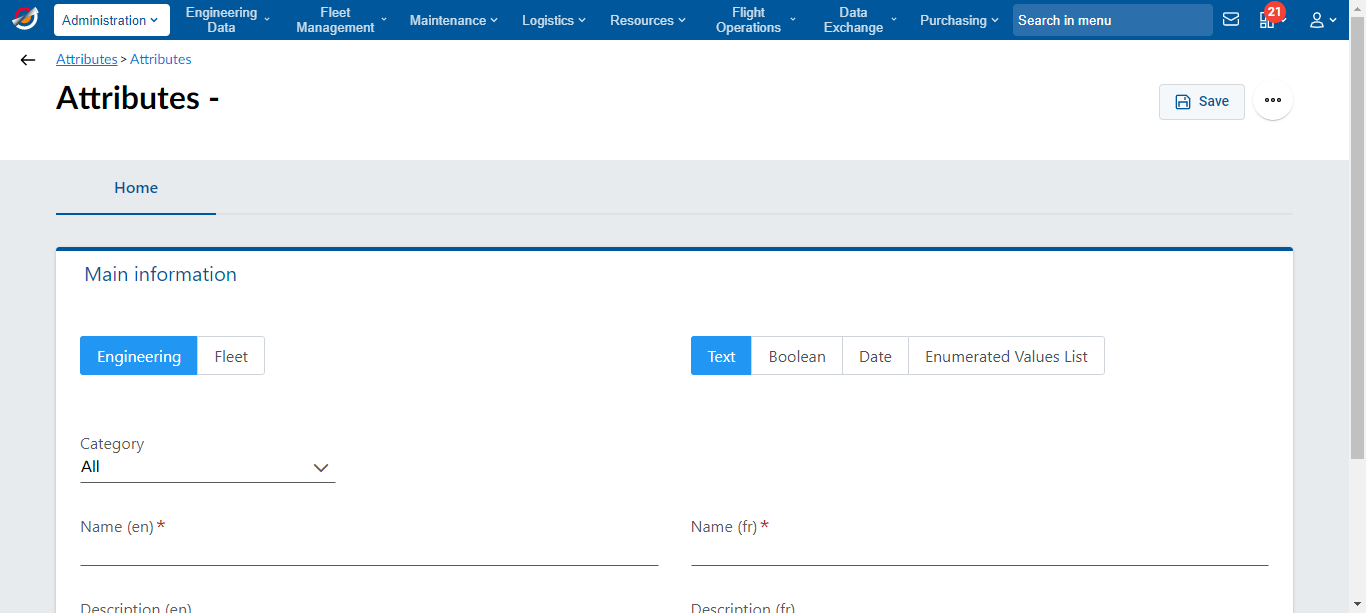 Administration
Engineering Data
Fleet Management
Maintenance
Logistics
Resources
Flight Operations
Data Exchange
Purchasing
Search in menu
21
Attributes > Attributes
Attributes -
Save
Home
Main information
Engineering Fleet
Text Boolean Date Enumerated Values List
Category
All
Name (en) *
Name (fr) *
Description (en)
Description (fr)